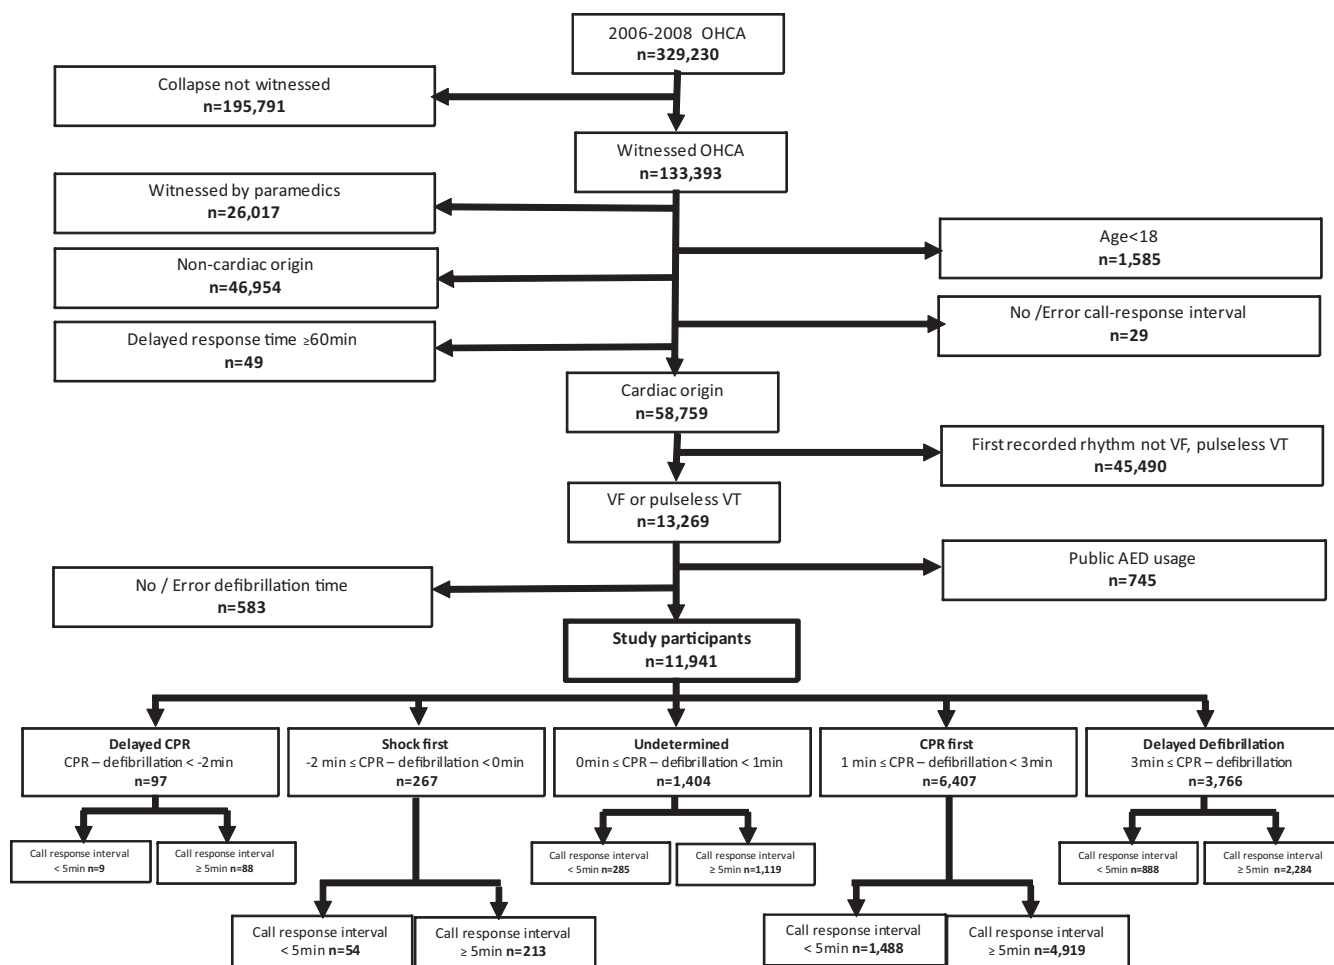 2006-2008 OHCA
n=329,230
Collapse not witnessed
n=195,791
Witnessed OHCA
n=133,393
Witnessed by paramedics
n=26,017
Age<18
n=1,585
Non-cardiac origin
n=46,954
No /Error call-response interval
n=29
Delayed response time ≥60min
n=49
Cardiac origin
n=58,759
First recorded rhythm not VF, pulseless VT
n=45,490
VF or pulseless VT
n=13,269
Public AED usage
n=745
No / Error defibrillation time
n=583
Study participants
n=11,941
Delayed CPR
CPR – defibrillation < -2min
n=97
Shock first
-2 min ≤ CPR – defibrillation < 0min
n=267
Undetermined
0min ≤ CPR – defibrillation < 1min
n=1,404
CPR first
1 min ≤ CPR – defibrillation < 3min
n=6,407
Delayed Defibrillation
3min ≤ CPR – defibrillation
n=3,766
Call response interval
< 5min n=9
Call response interval
≥ 5min n=88
Call response interval
< 5min n=285
Call response interval
≥ 5min n=1,119
Call response interval
< 5min n=888
Call response interval
≥ 5min n=2,284
Call response interval
< 5min n=54
Call response interval
≥ 5min n=213
Call response interval
< 5min n=1,488
Call response interval
≥ 5min n=4,919